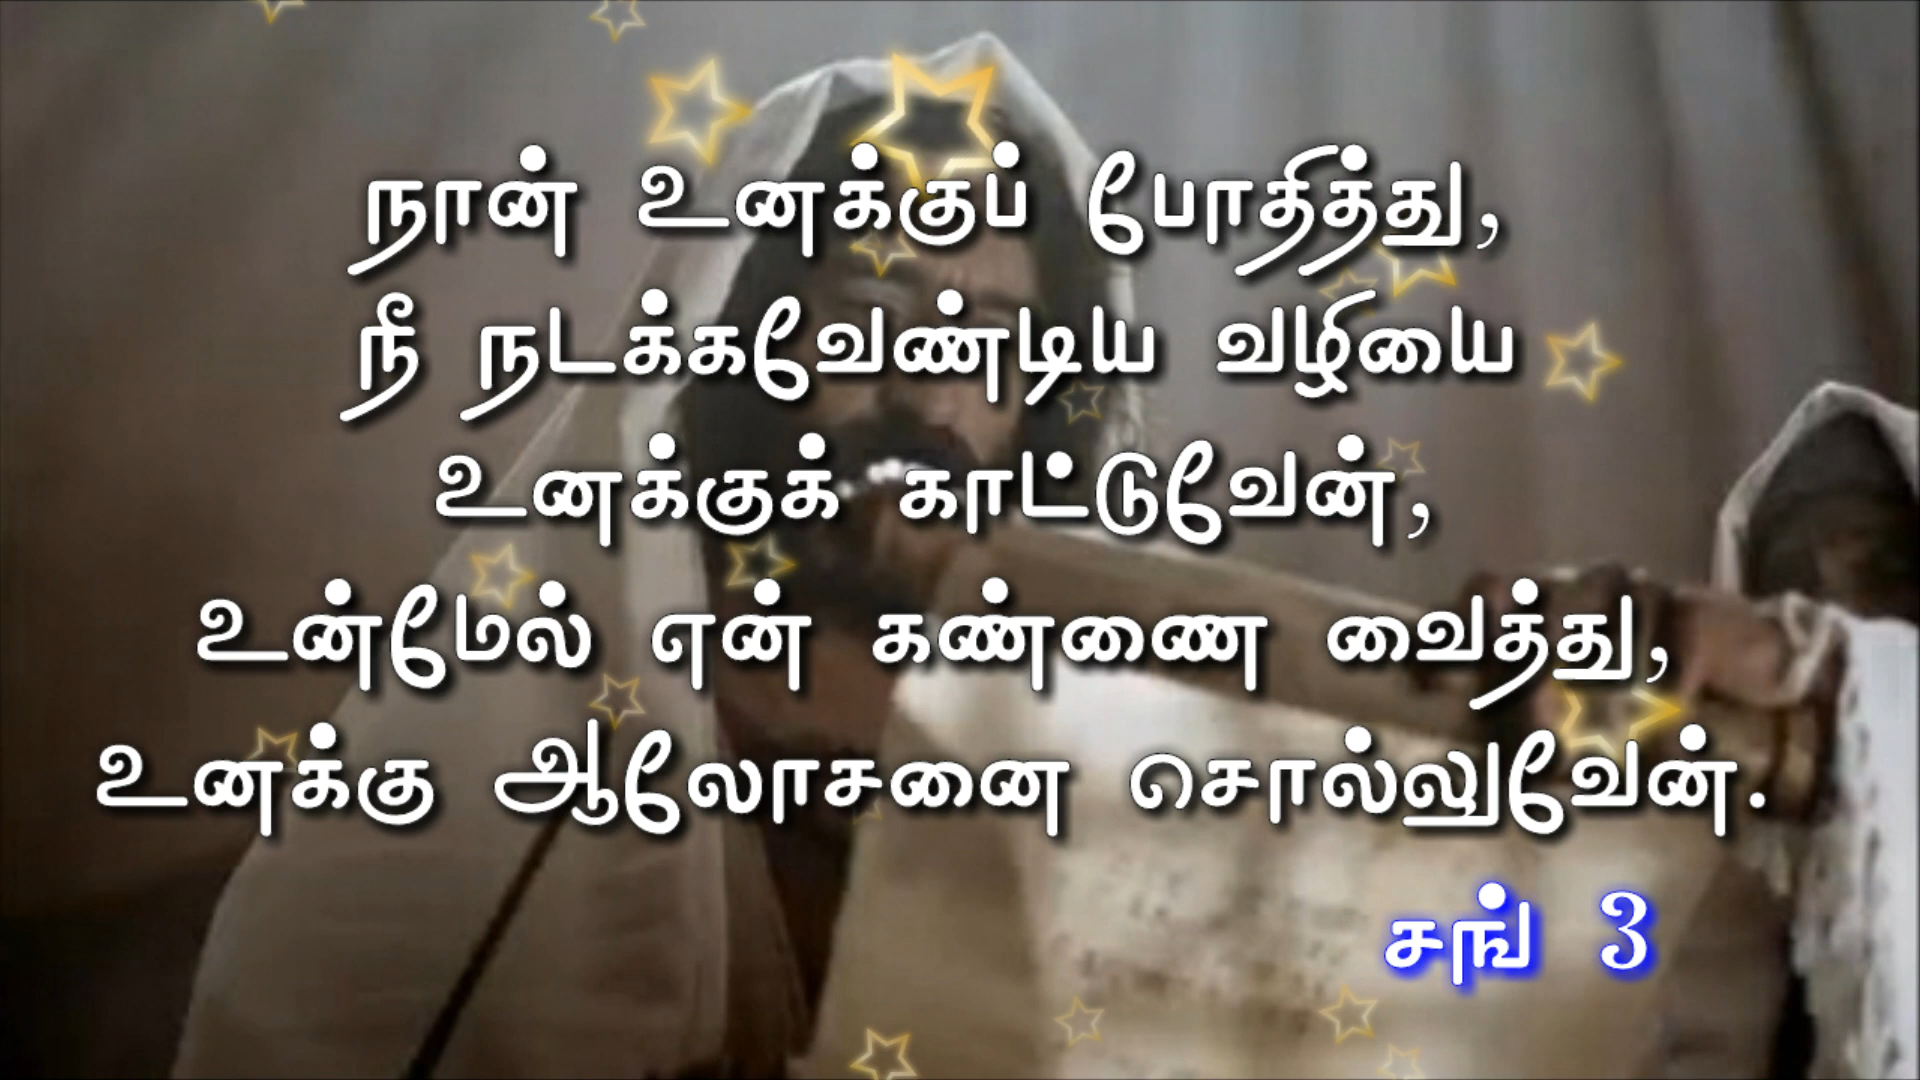 நான் உனக்குப் போதித்து,
நீ நடக்கவேண்டிய வழியை
உனக்குக் காட்டுவேன்,
உன்மேல் என் கண்ணை வைத்து,
உனக்கு ஆலோசனை சொல்லுவேன்.
சங் 3